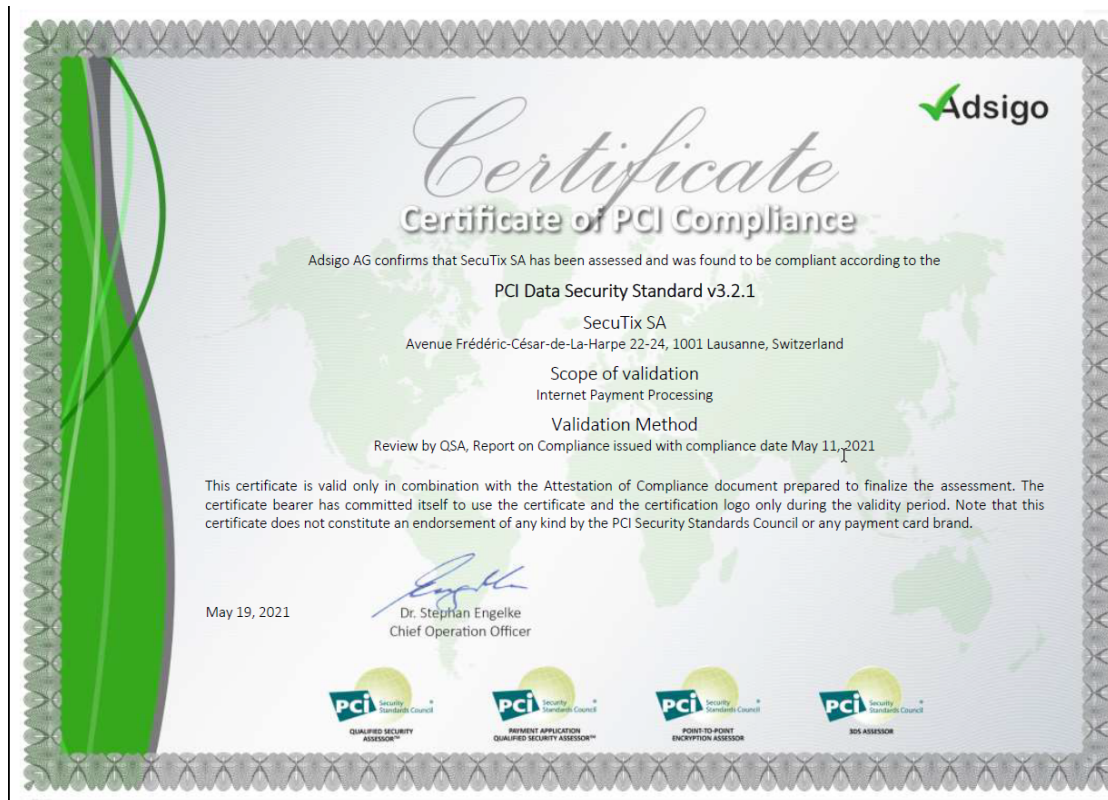 Adsigo
Certificate
Certificate of PCI Compliance
Adsigo AG confirms that SecuTix SA has been assessed and was found to be compliant according to the
PCI Data Security Standard v3.2.1
SecuTix SA
Avenue Frédéric-César-de-La-Harpe 22-24, 1001 Lausanne, Switzerland
Scope of validation
Internet Payment Processing
Validation Method
Review by QSA, Report on Compliance issued with compliance date May 11, 2021
This certificate is valid only in combination with the Attestation of Compliance document prepared to finalize the assessment. The
certificate bearer has committed itself to use the certificate and the certification logo only during the validity period. Note that this
certificate does not constitute an endorsement of any kind by the PCI Security Standards Council or any payment card brand.
May 19, 2021
Dr. Stephan Engelke
Chief Operation Officer
PCI Security Standards Council ®
QUALIFIED SECURITY
ASSESSOR™
PCI Security Standards Council ®
PAYMENT APPLICATION
QUALIFIED SECURITY ASSESSOR™
PCI Security Standards Council ®
POINT-TO-POINT
ENCRYPTION ASSESSOR
PCI Security Standards Council ®
3DS ASSESSOR